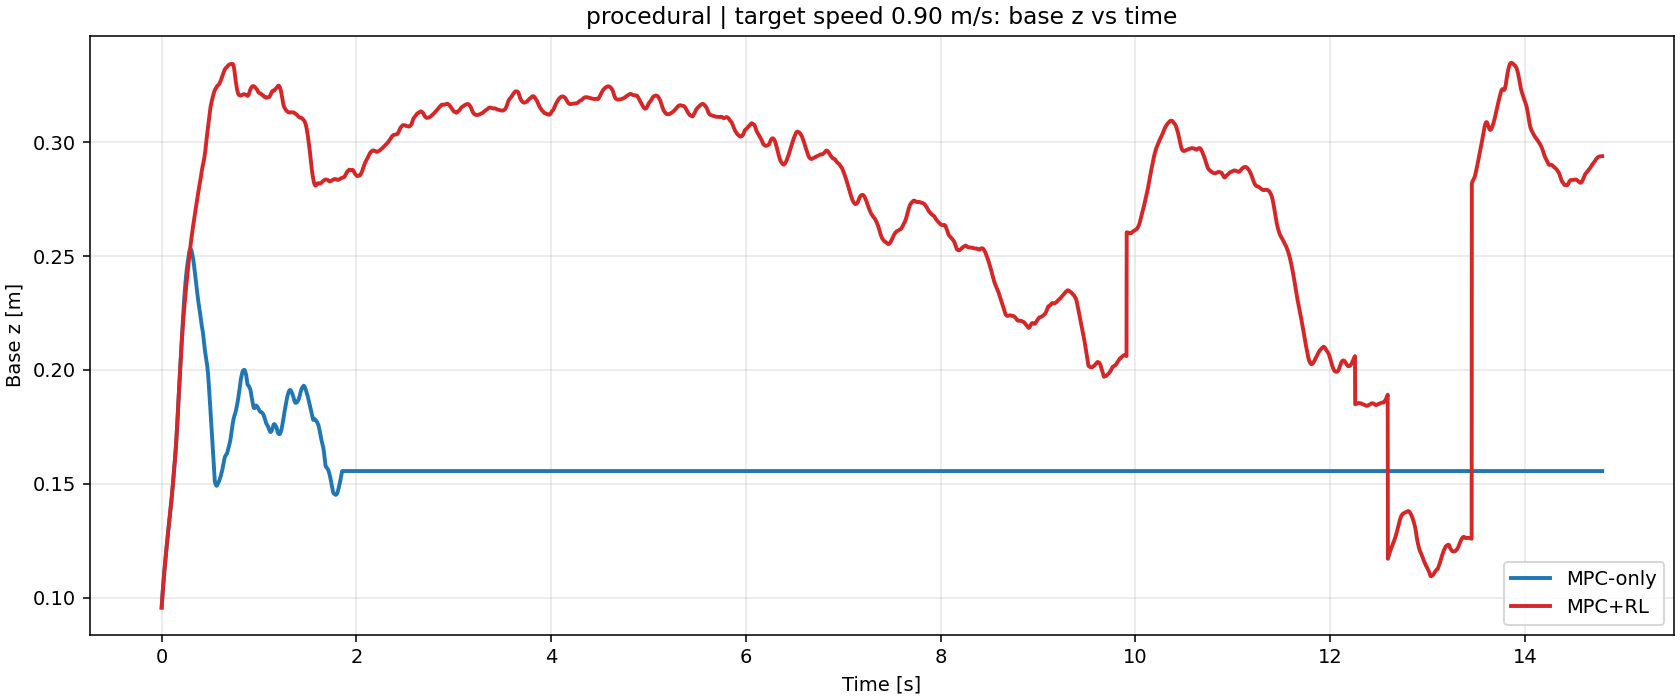 procedural | target speed 0.90 m/s: base z vs time
Base z [m]
0.30
0.25
0.20
0.15
0.10
0 2 4 6 8 10 12 14
Time [s]
MPC-only
MPC+RL